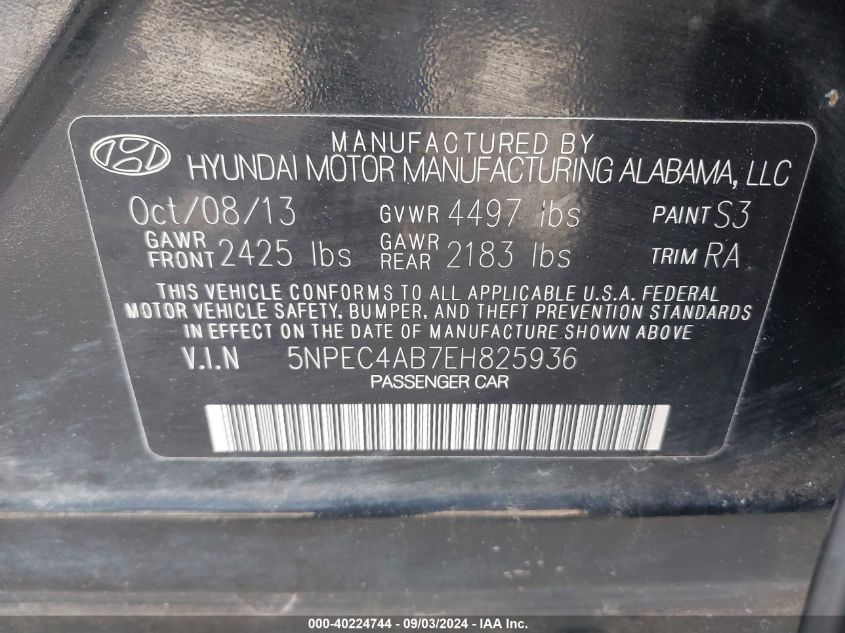 MANUFACTURED BY
HYUNDAI MOTOR MANUFACTURING ALABAMA, LLC
Oct/08/13 GVWR 4497 lbs PAINT S3
GAWR FRONT 2425 lbs GAWR REAR 2183 lbs TRIM RA
THIS VEHICLE CONFORMS TO ALL APPLICABLE U.S.A. FEDERAL
MOTOR VEHICLE SAFETY, BUMPER, AND THEFT PREVENTION STANDARDS
IN EFFECT ON THE DATE OF MANUFACTURE SHOWN ABOVE
V.I.N 5NPEC4AB7EH825936
PASSENGER CAR
000-40224744 - 09/03/2024 - IAA Inc.